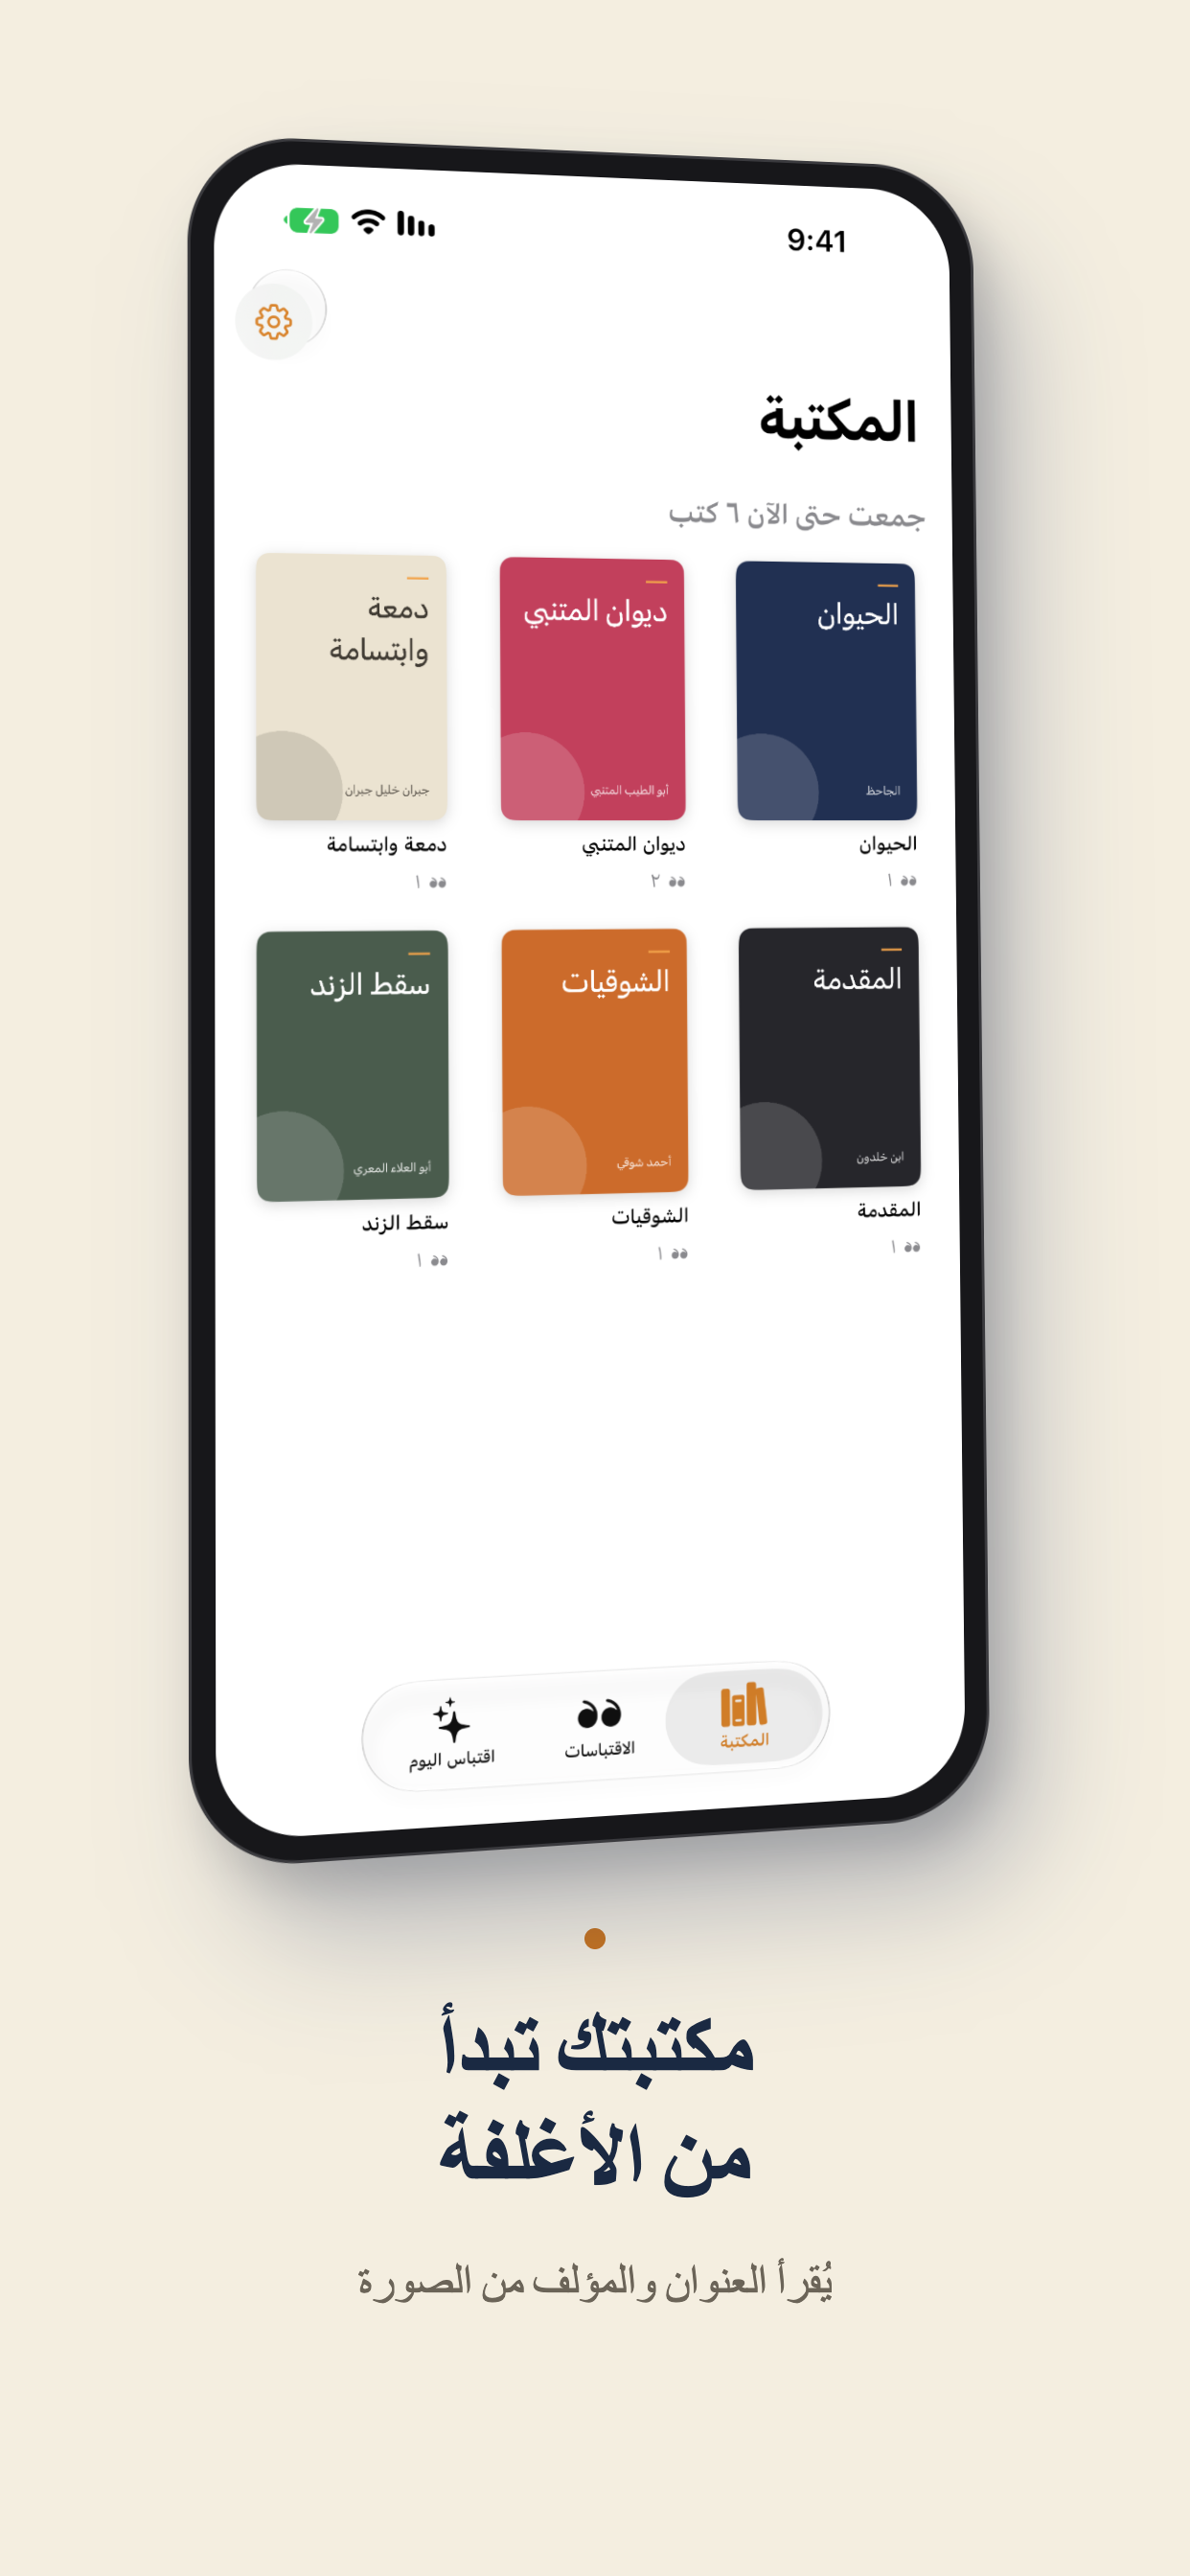 9:41
المكتبة
جمعت حتى الآن ٦ كتب
الحيوان
الجاحظ
ديوان المتنبي
أبو الطيب المتنبي
دمعة
وابتسامة
جبران خليل جبران
الحيوان
١
ديوان المتنبي
٢
دمعة وابتسامة
١
المقدمة
ابن خلدون
الشوقيات
أحمد شوقي
سقط الزند
أبو العلاء المعري
المقدمة
١
الشوقيات
١
سقط الزند
١
المكتبة
الاقتباسات
اقتباس اليوم
مكتبتك تبدأ
من الأغلفة
يُقرأ العنوان والمؤلف من الصورة